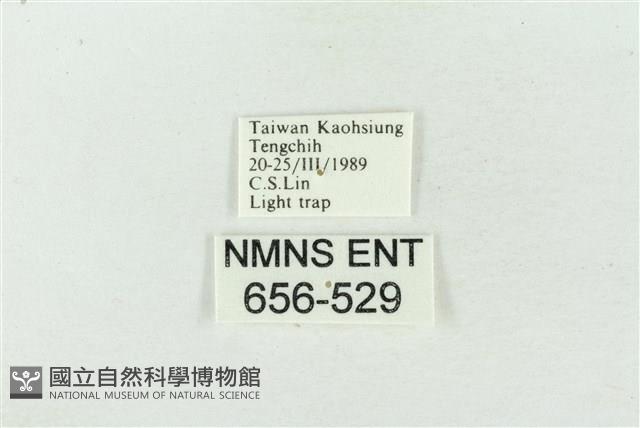 Taiwan Kaohsiung
Tengchih
20-25/III/1989
C.S.Lin
Light trap
NMNS ENT
656-529
國立自然科學博物館
NATIONAL MUSEUM OF NATURAL SCIENCE